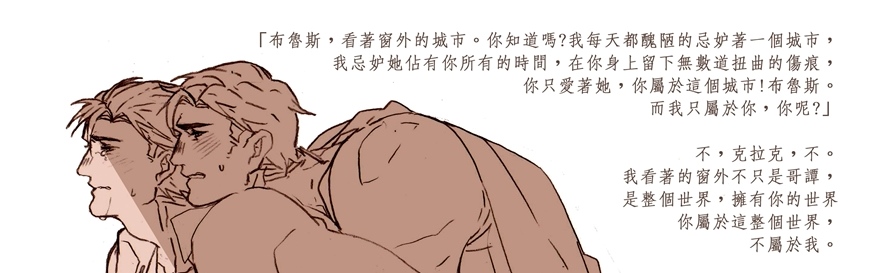 「布魯斯，看著窗外的城市。你知道嗎?我每天都醜陋的忌妒著一個城市，
我忌妒她佔有你所有的時間，在你身上留下無數道扭曲的傷痕，
你只愛著她，你屬於這個城市!布魯斯。
而我只屬於你，你呢?」
不，克拉克，不。
我看著的窗外不只是哥譚，
是整個世界，擁有你的世界
你屬於這整個世界，
不屬於我。